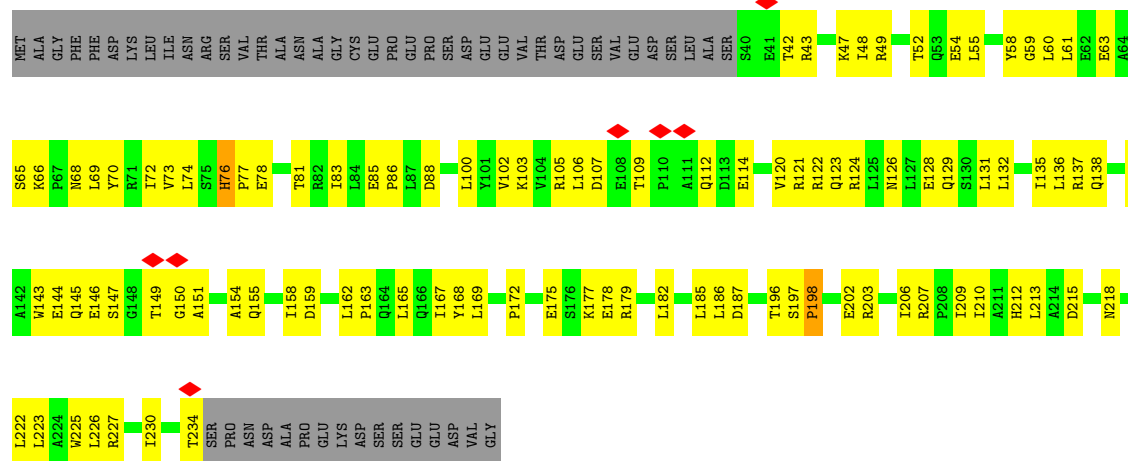 MET ALA GLY PHE PHE ASP LYS LEU ILE ASN ARG SER VAL THR ALA ASN ALA GLY CYS GLU PRO GLU PRO SER ASP GLU GLU VAL THR ASP GLU SER VAL GLU ASP SER LEU ALA SER S40 E41 T42 R43 K47 I48 R49 T52 Q53 E54 L55 Y58 G59 L60 L61 E62 E63 A64
S65 K66 P67 N68 L69 Y70 R71 I72 V73 L74 S75 H76 P77 E78 T81 R82 I83 L84 E85 P86 L87 D88 L100 Y101 V102 K103 V104 R105 L106 D107 E108 T109 P110 A111 Q112 D113 E114 V120 R121 R122 Q123 R124 L125 N126 L127 E128 Q129 S130 L131 L132 I135 L136 R137 Q138
A142 W143 E144 Q145 E146 S147 G148 T149 G150 A151 A154 Q155 I158 D159 L162 P163 Q164 L165 Q166 I167 Y168 L169 P172 E175 S176 K177 E178 R179 L182 L185 L186 D187 T196 S197 P198 E202 R203 I206 R207 P208 I209 I210 A211 H212 L213 A214 D215 N218
L222 L223 A224 W225 L226 R227 I230 T234 SER PRO ASN ASP ALA PRO GLU LYS ASP SER SER GLU GLU ASP VAL GLY